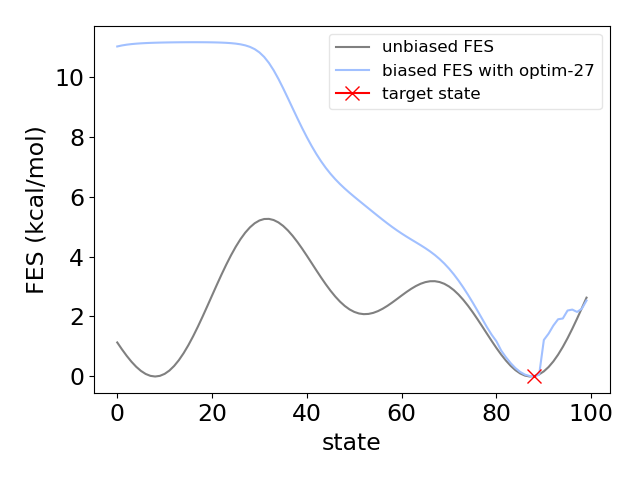 unbiased FES
biased FES with optim-27
target state
FES (kcal/mol)
10
8
6
4
2
0
0 20 40 60 80 100
state